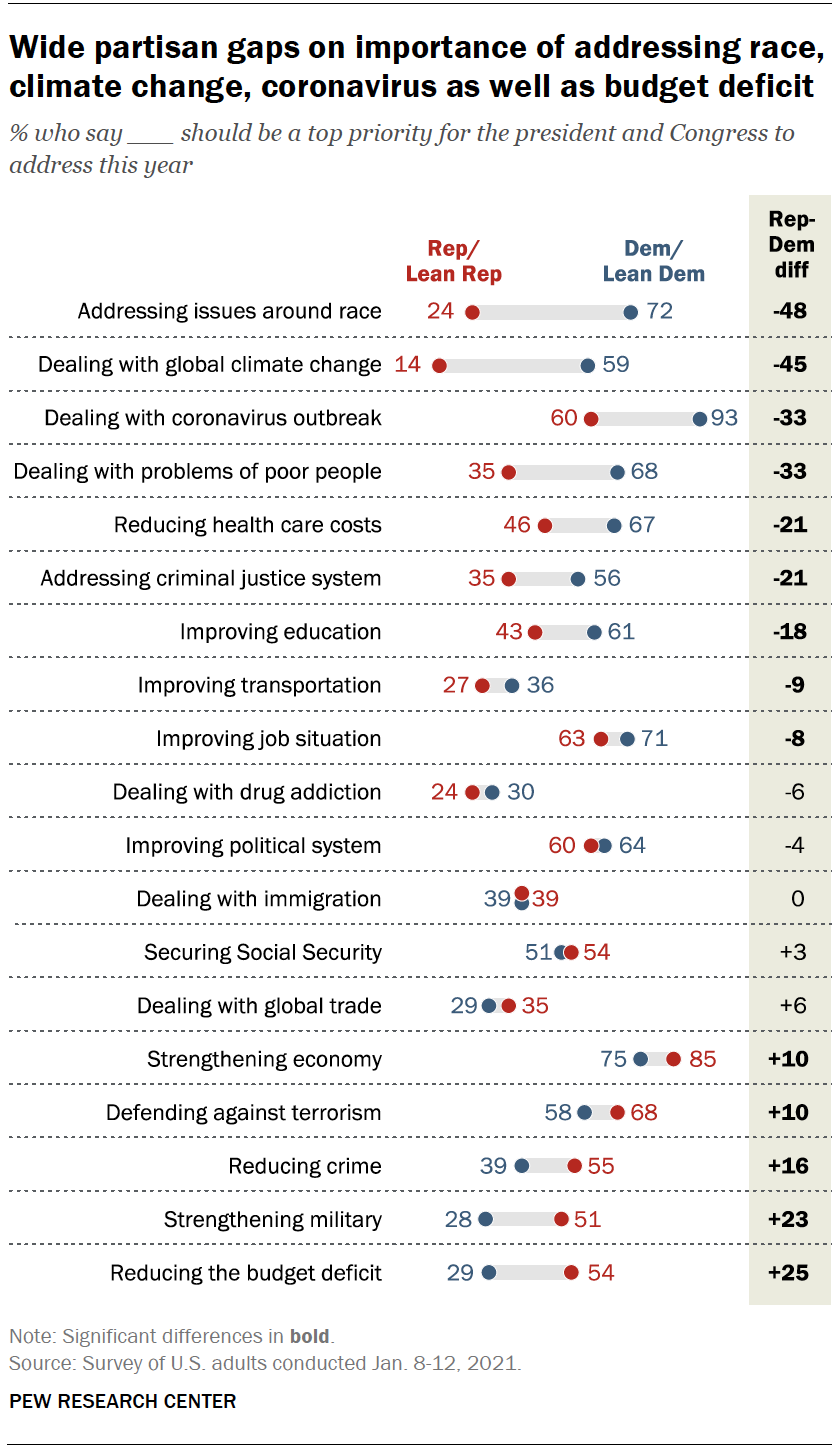 Wide partisan gaps on importance of addressing race,
climate change, coronavirus as well as budget deficit
% who say ___ should be a top priority for the president and Congress to
address this year
Rep/
Lean Rep
Dem/
Lean Dem
Rep-
Dem
diff
Addressing issues around race 24 72 -48
Dealing with global climate change 14 59 -45
Dealing with coronavirus outbreak 60 93 -33
Dealing with problems of poor people 35 68 -33
Reducing health care costs 46 67 -21
Addressing criminal justice system 35 56 -21
Improving education 43 61 -18
Improving transportation 27 36 -9
Improving job situation 63 71 -8
Dealing with drug addiction 24 30 -6
Improving political system 60 64 -4
Dealing with immigration 39 39 0
Securing Social Security 51 54 +3
Dealing with global trade 29 35 +6
Strengthening economy 75 85 +10
Defending against terrorism 58 68 +10
Reducing crime 39 55 +16
Strengthening military 28 51 +23
Reducing the budget deficit 29 54 +25
Note: Significant differences in bold.
Source: Survey of U.S. adults conducted Jan. 8-12, 2021.
PEW RESEARCH CENTER